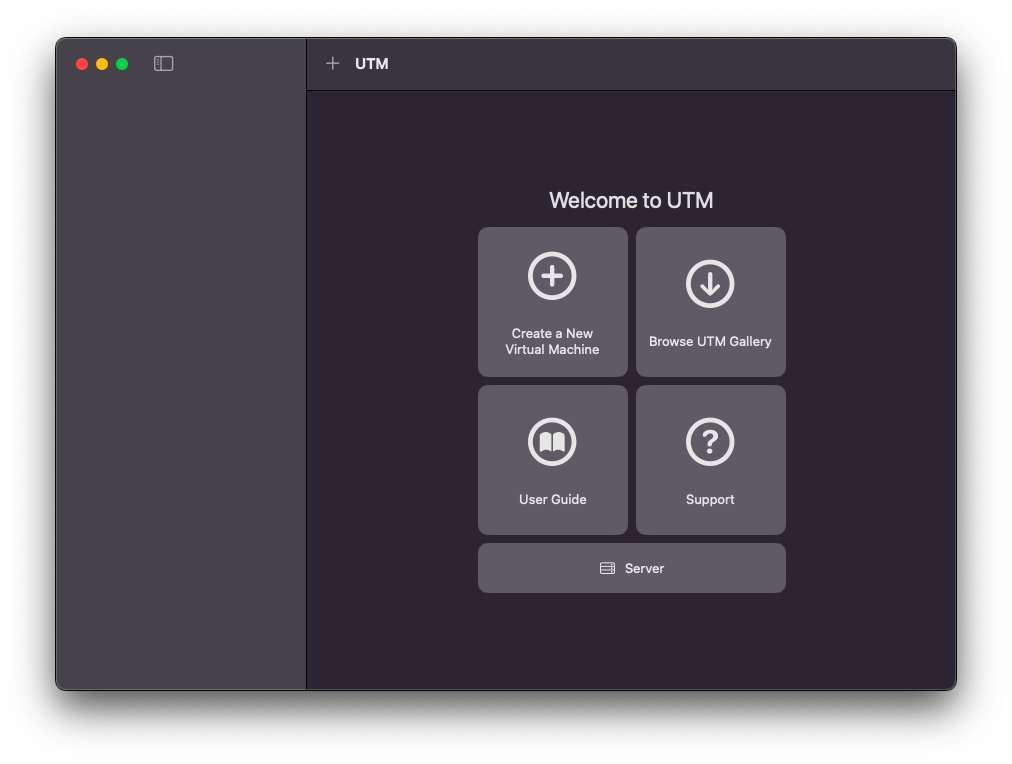 UTM
Welcome to UTM
Create a New
Virtual Machine
Browse UTM Gallery
User Guide
Support
Server